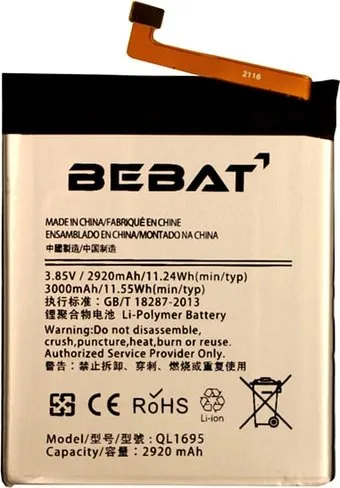 2116
BEBAT
MADE IN CHINA/FABRIQUÉ EN CHINE
ENSAMBLADO EN CHINA/MONTADO NA CHINA
中國製造/中国制造
3.85V / 2920mAh/11.24Wh(min/typ)
3000mAh/11.55Wh(min/typ)
执行标准: GB/T 18287-2013
锂聚合物电池 Li-Polymer Battery
Warning: Do not disassemble,
crush,puncture,heat,burn or reuse.
Authorized Service Providers Only.
警告: 禁止拆卸、穿刺、燃烧或重复使用
20 CE RoHS Li-ion
Model/型号/型號: QL1695
Capacity/容量/容量: 2920 mAh